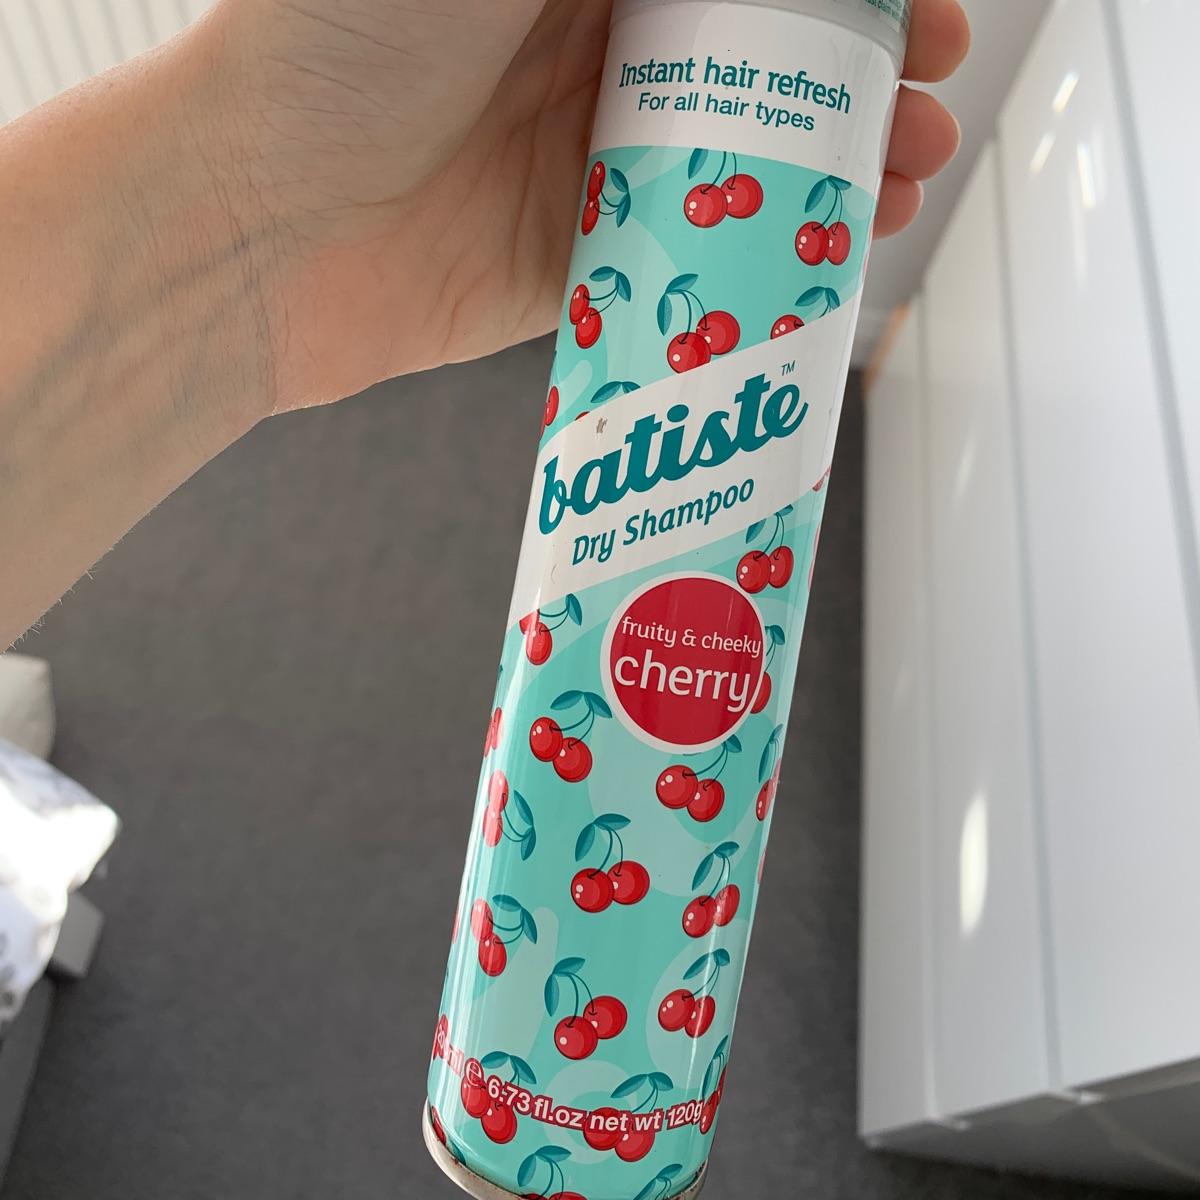 Instant hair refresh
For all hair types
batiste™
Dry Shampoo
fruity & cheeky
cherry
℮ 6.73 fl.oz net wt 120g